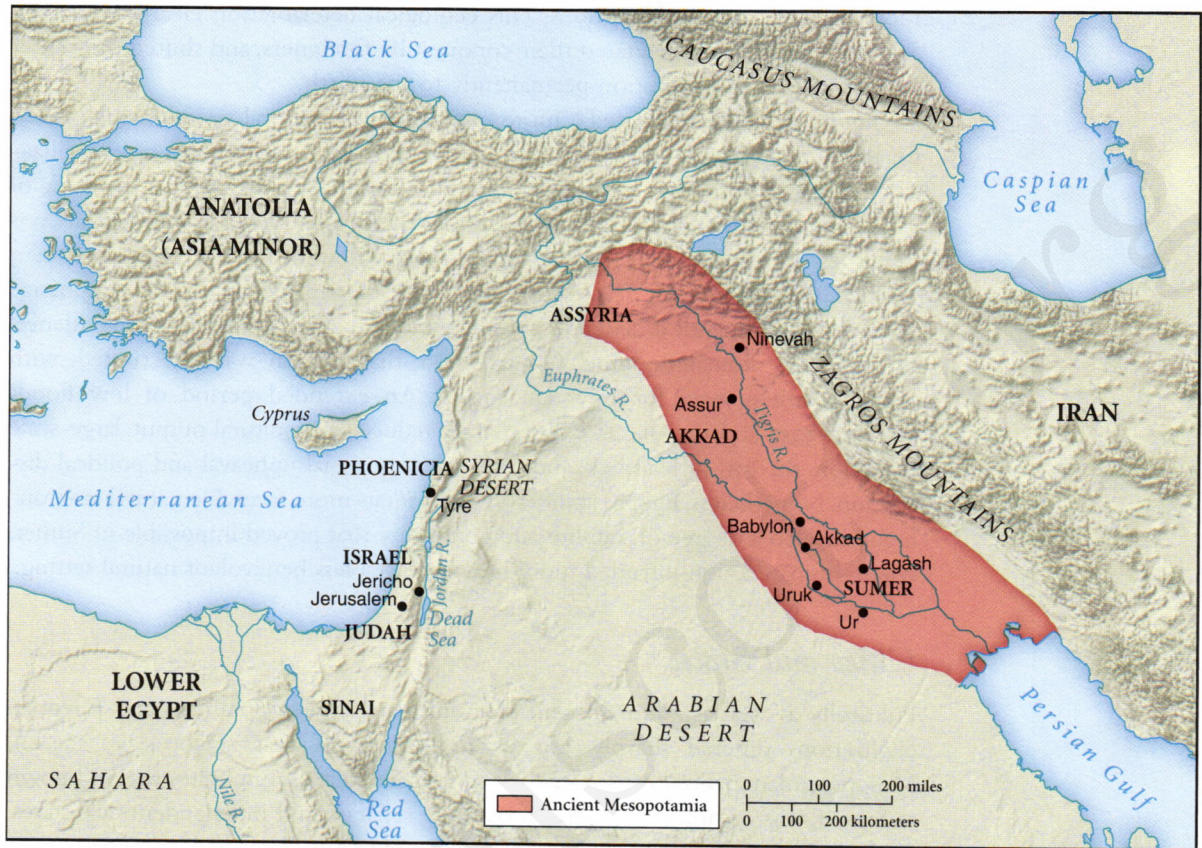 Black Sea
CAUCASUS MOUNTAINS
Caspian
Sea
ANATOLIA
(ASIA MINOR)
ASSYRIA
Ninevah
ZAGROS MOUNTAINS
Euphrates R.
Assur
Tigris R.
IRAN
Cyprus
AKKAD
PHOENICIA
SYRIAN
DESERT
Mediterranean Sea
Tyre
Babylon
Akkad
Lagash
ISRAEL
Jordan R.
Jericho
Uruk
SUMER
Jerusalem
Ur
JUDAH
Dead
Sea
LOWER
EGYPT
SINAI
ARABIAN
DESERT
Persian Gulf
SAHARA
Nile R.
Red
Sea
Ancient Mesopotamia
0 100 200 miles
0 100 200 kilometers